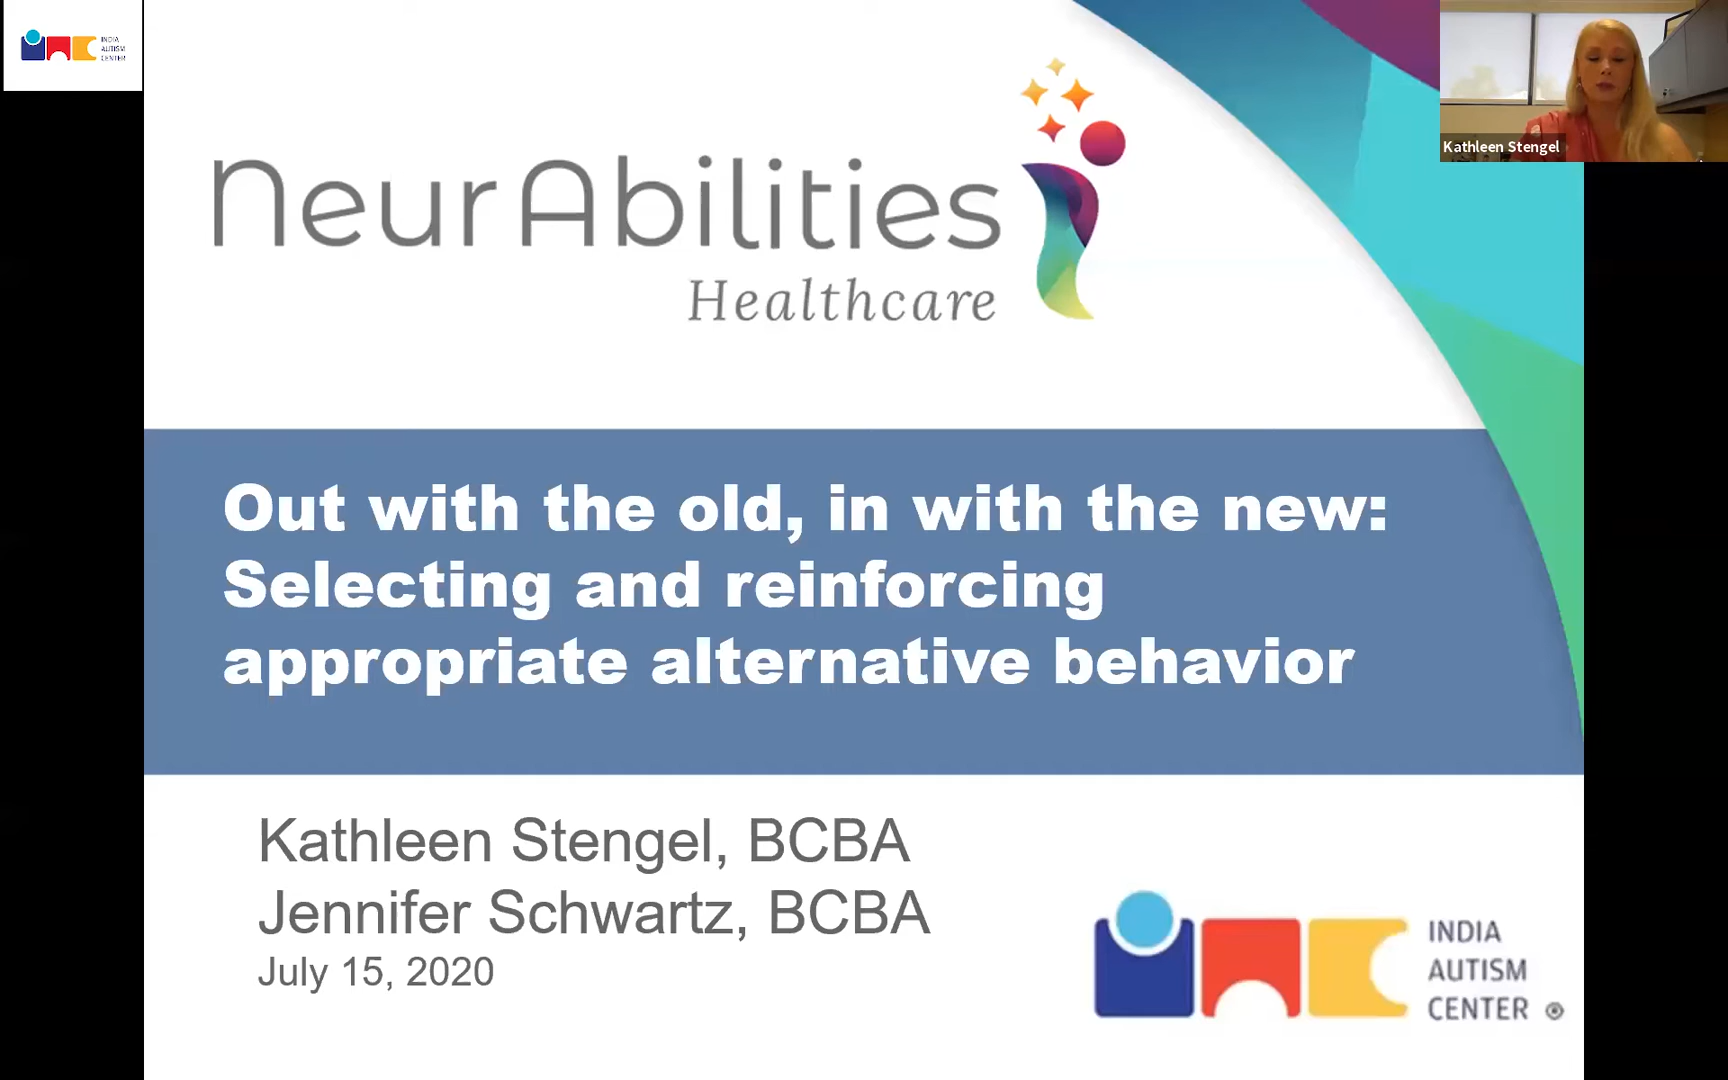 INDIA
AUTISM
CENTER
Kathleen Stengel
NeurAbilities
Healthcare
Out with the old, in with the new:
Selecting and reinforcing
appropriate alternative behavior
Kathleen Stengel, BCBA
Jennifer Schwartz, BCBA
July 15, 2020
INDIA
AUTISM
CENTER ®